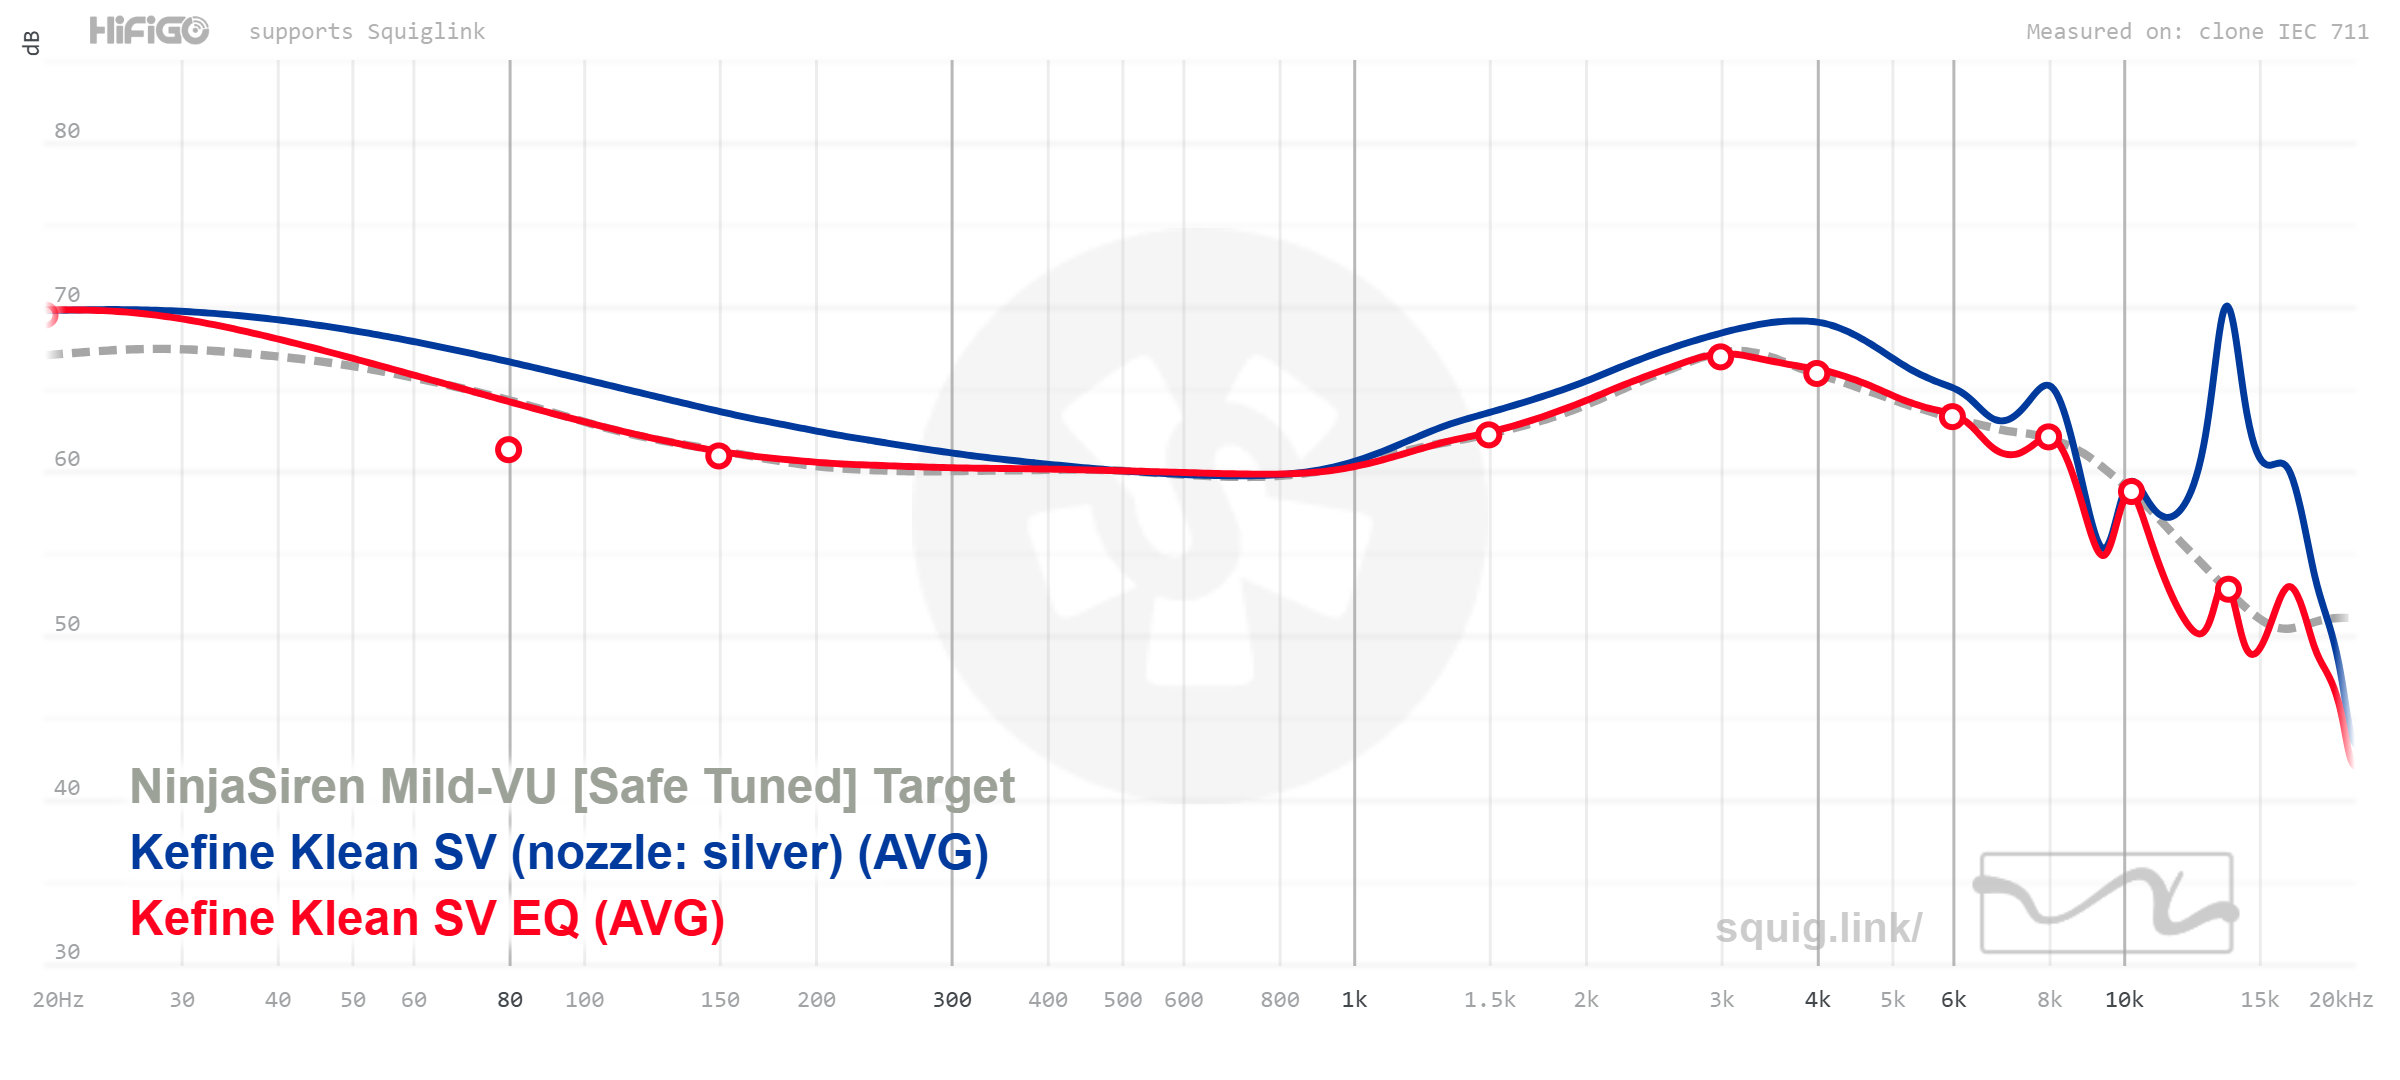 dB
HiFiGO supports Squiglink
Measured on: clone IEC 711
80
70
60
50
40
30
NinjaSiren Mild-VU [Safe Tuned] Target
Kefine Klean SV (nozzle: silver) (AVG)
Kefine Klean SV EQ (AVG)
squig.link/
20Hz 30 40 50 60 80 100 150 200 300 400 500 600 800 1k 1.5k 2k 3k 4k 5k 6k 8k 10k 15k 20kHz